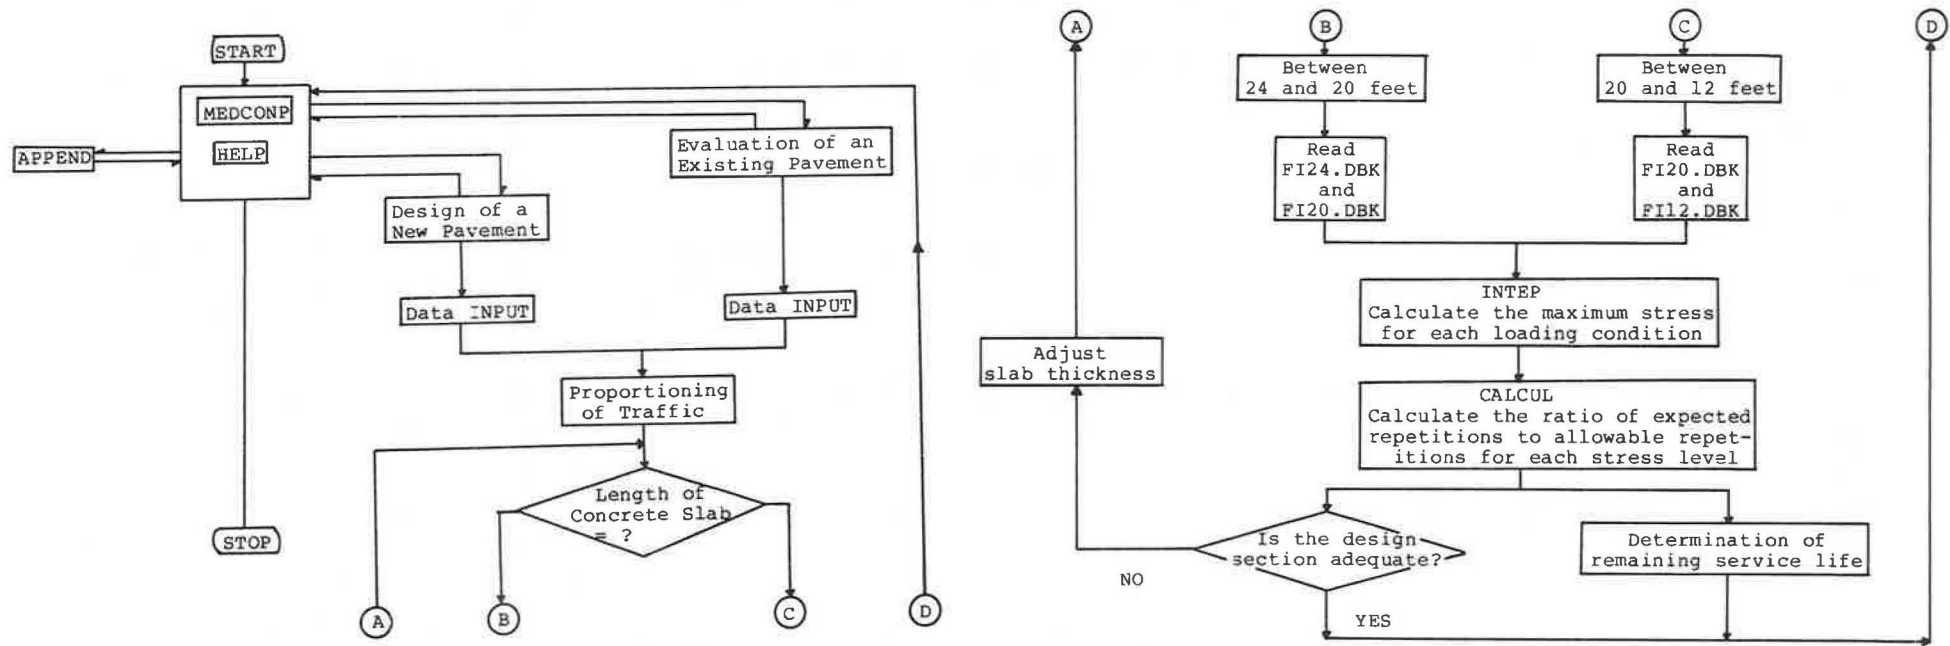 START
MEDCONP
HELP
APPEND
Evaluation of an
Existing Pavement
Design of a
New Pavement
Data INPUT
Data INPUT
Proportioning
of Traffic
Length of
Concrete Slab
= ?
STOP
A
B
C
D
A
B
C
D
Between
24 and 20 feet
Between
20 and 12 feet
Read
FI24.DBK
and
FI20.DBK
Read
FI20.DBK
and
FI12.DBK
INTEP
Calculate the maximum stress
for each loading condition
Adjust
slab thickness
CALCUL
Calculate the ratio of expected
repetitions to allowable repet-
itions for each stress level
Is the design
section adequate?
Determination of
remaining service life
NO
YES